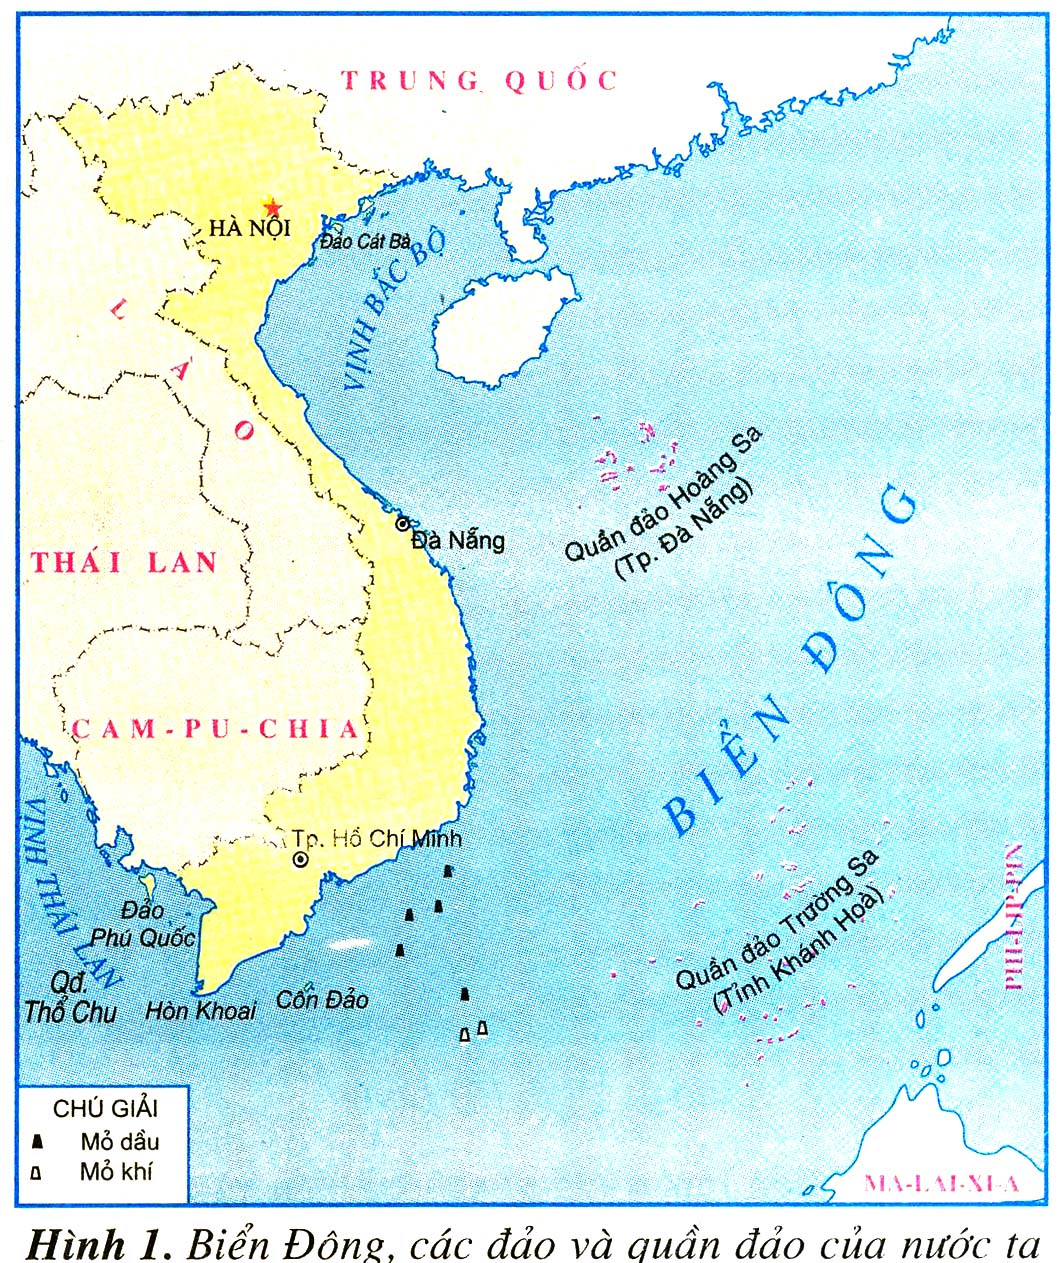 TRUNG QUỐC
HÀ NỘI
Đảo Cát Bà
VỊNH BẮC BỘ
LÀO
Quần đảo Hoàng Sa
(Tp. Đà Nẵng)
Đà Nẵng
THÁI LAN
BIỂN ĐÔNG
CAM-PU-CHIA
Tp. Hồ Chí Minh
VỊNH THÁI LAN
Đảo
Phú Quốc
Quần đảo Trường Sa
(Tỉnh Khánh Hoà)
PHI-LIP-PIN
Qđ.
Thổ Chu
Hòn Khoai
Côn Đảo
CHÚ GIẢI
Mỏ dầu
Mỏ khí
MA-LAI-XI-A
Hình 1. Biển Đông, các đảo và quần đảo của nước ta